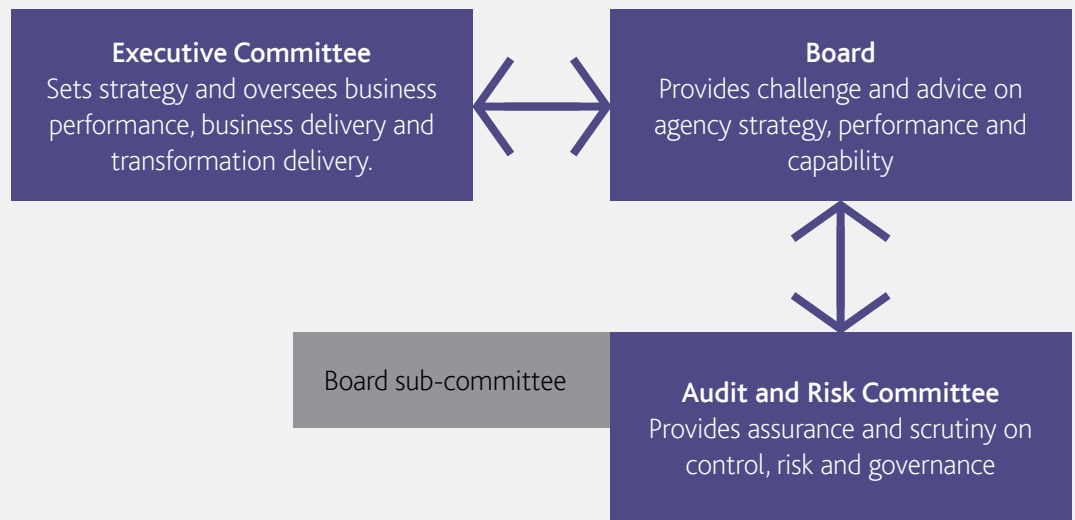 Executive Committee
Sets strategy and oversees business
performance, business delivery and
transformation delivery.
Board
Provides challenge and advice on
agency strategy, performance and
capability
Board sub-committee
Audit and Risk Committee
Provides assurance and scrutiny on
control, risk and governance